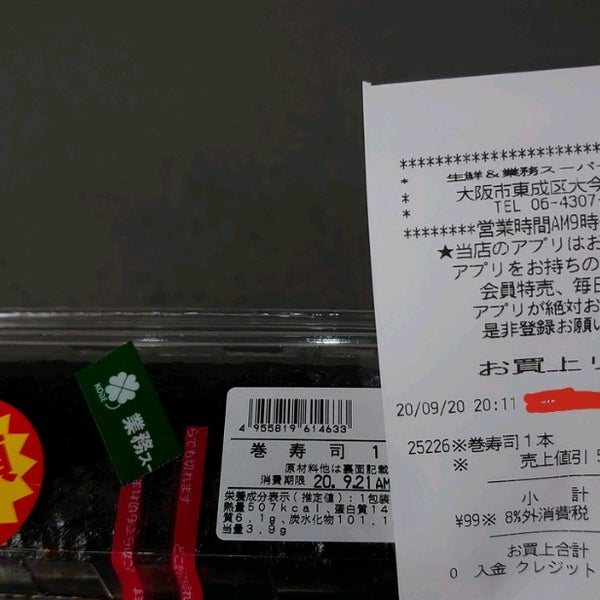 ********************
* 生鮮&業務スーパ
* 大阪市東成区大今
* TEL 06-4307-
********営業時間AM9時
★当店のアプリはお
アプリをお持ちの
会員特売、毎日
アプリが絶対お
是非登録お願い
お買上
20/09/20 20:11
25226※巻寿司1本
※ 売上値引 5
小 計
¥99※ 8%外消費税
お買上合計
0 入金 クレジット
業務ス
4955819614633
巻 寿 司 1
原材料他は裏面記載
消費期限 20. 9.21AM
栄養成分表示(推定値):1包装
熱量507kcal,蛋白質14
質6.1g,炭水化物101.1
当量3.9g